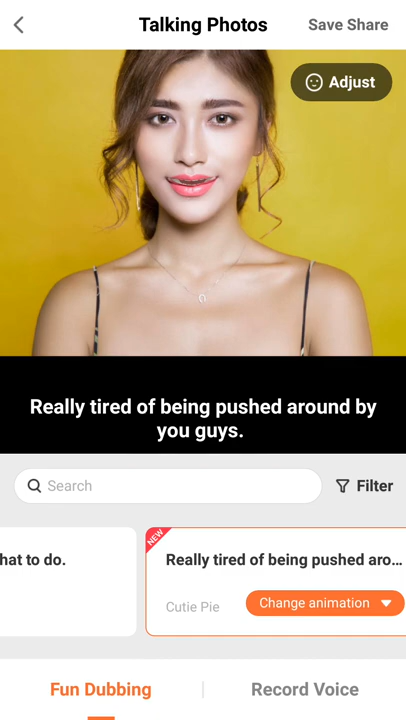 Talking Photos
Save Share
Adjust
Really tired of being pushed around by
you guys.
Search
Filter
hat to do.
NEW
Really tired of being pushed aro...
Cutie Pie
Change animation
Fun Dubbing
Record Voice